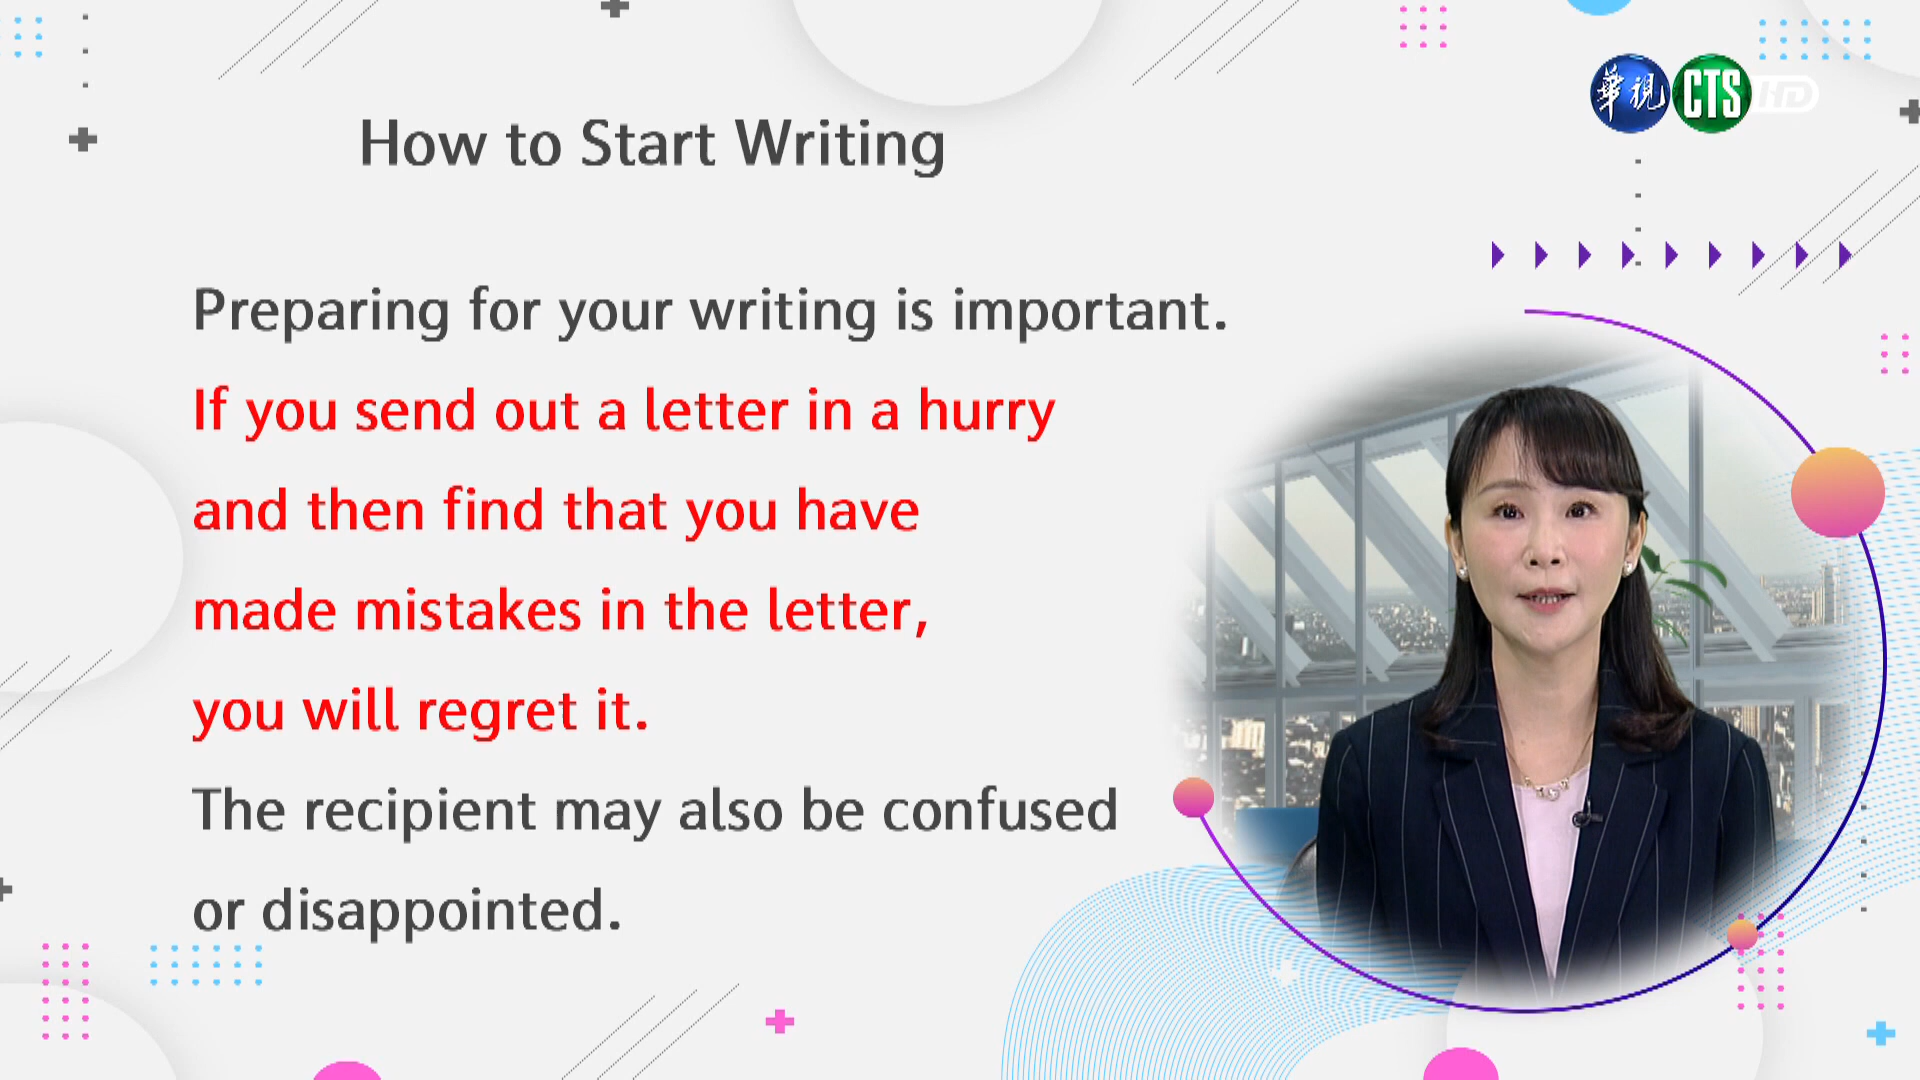 華視 CTS HD
How to Start Writing
Preparing for your writing is important.
If you send out a letter in a hurry
and then find that you have
made mistakes in the letter,
you will regret it.
The recipient may also be confused
or disappointed.